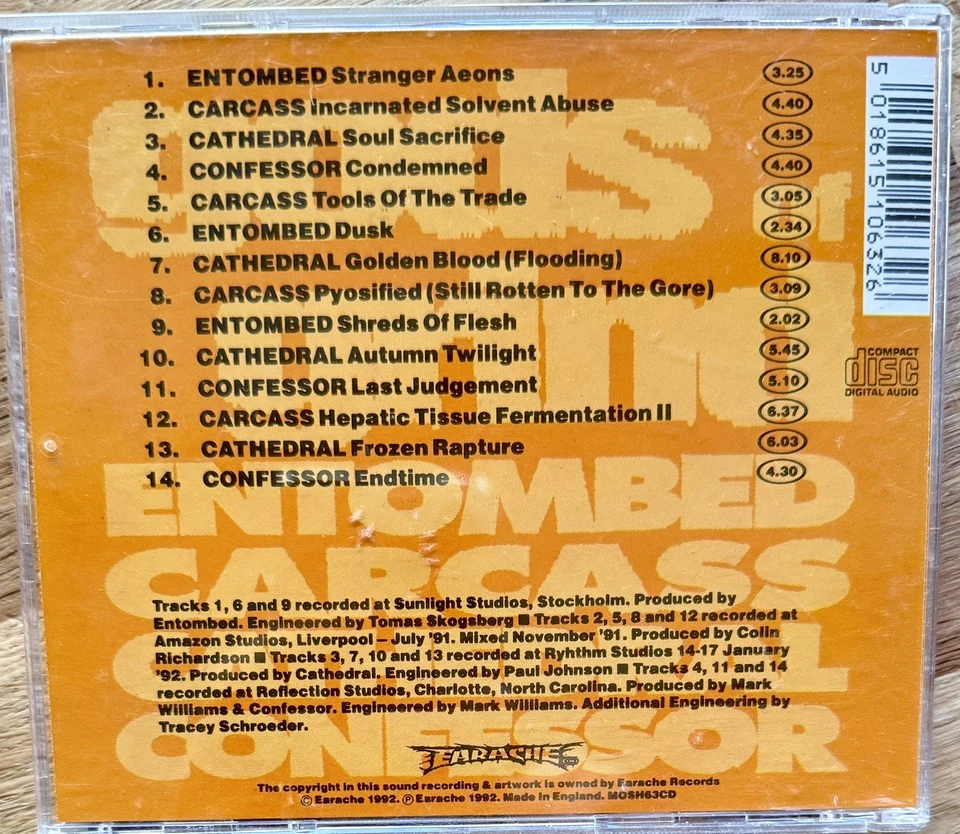 1. ENTOMBED Stranger Aeons 3.25
2. CARCASS Incarnated Solvent Abuse 4.40
3. CATHEDRAL Soul Sacrifice 4.35
4. CONFESSOR Condemned 4.40
5. CARCASS Tools Of The Trade 3.05
6. ENTOMBED Dusk 2.34
7. CATHEDRAL Golden Blood (Flooding) 8.10
8. CARCASS Pyosified (Still Rotten To The Gore) 3.09
9. ENTOMBED Shreds Of Flesh 2.02
10. CATHEDRAL Autumn Twilight 5.45
11. CONFESSOR Last Judgement 5.10
12. CARCASS Hepatic Tissue Fermentation II 6.37
13. CATHEDRAL Frozen Rapture 6.03
14. CONFESSOR Endtime 4.30
5 018615 106326
COMPACT
disc
DIGITAL AUDIO
gods
of
grind
ENTOMBED
CARCASS
CATHEDRAL
CONFESSOR
Tracks 1, 6 and 9 recorded at Sunlight Studios, Stockholm. Produced by
Entombed. Engineered by Tomas Skogsberg ■ Tracks 2, 5, 8 and 12 recorded at
Amazon Studios, Liverpool – July '91. Mixed November '91. Produced by Colin
Richardson ■ Tracks 3, 7, 10 and 13 recorded at Ryhthm Studios 14-17 January
'92. Produced by Cathedral. Engineered by Paul Johnson ■ Tracks 4, 11 and 14
recorded at Reflection Studios, Charlotte, North Carolina. Produced by Mark
Williams & Confessor. Engineered by Mark Williams. Additional Engineering by
Tracey Schroeder.
EARACHE
The copyright in this sound recording & artwork is owned by Earache Records
© Earache 1992. ℗ Earache 1992. Made in England. MOSH63CD